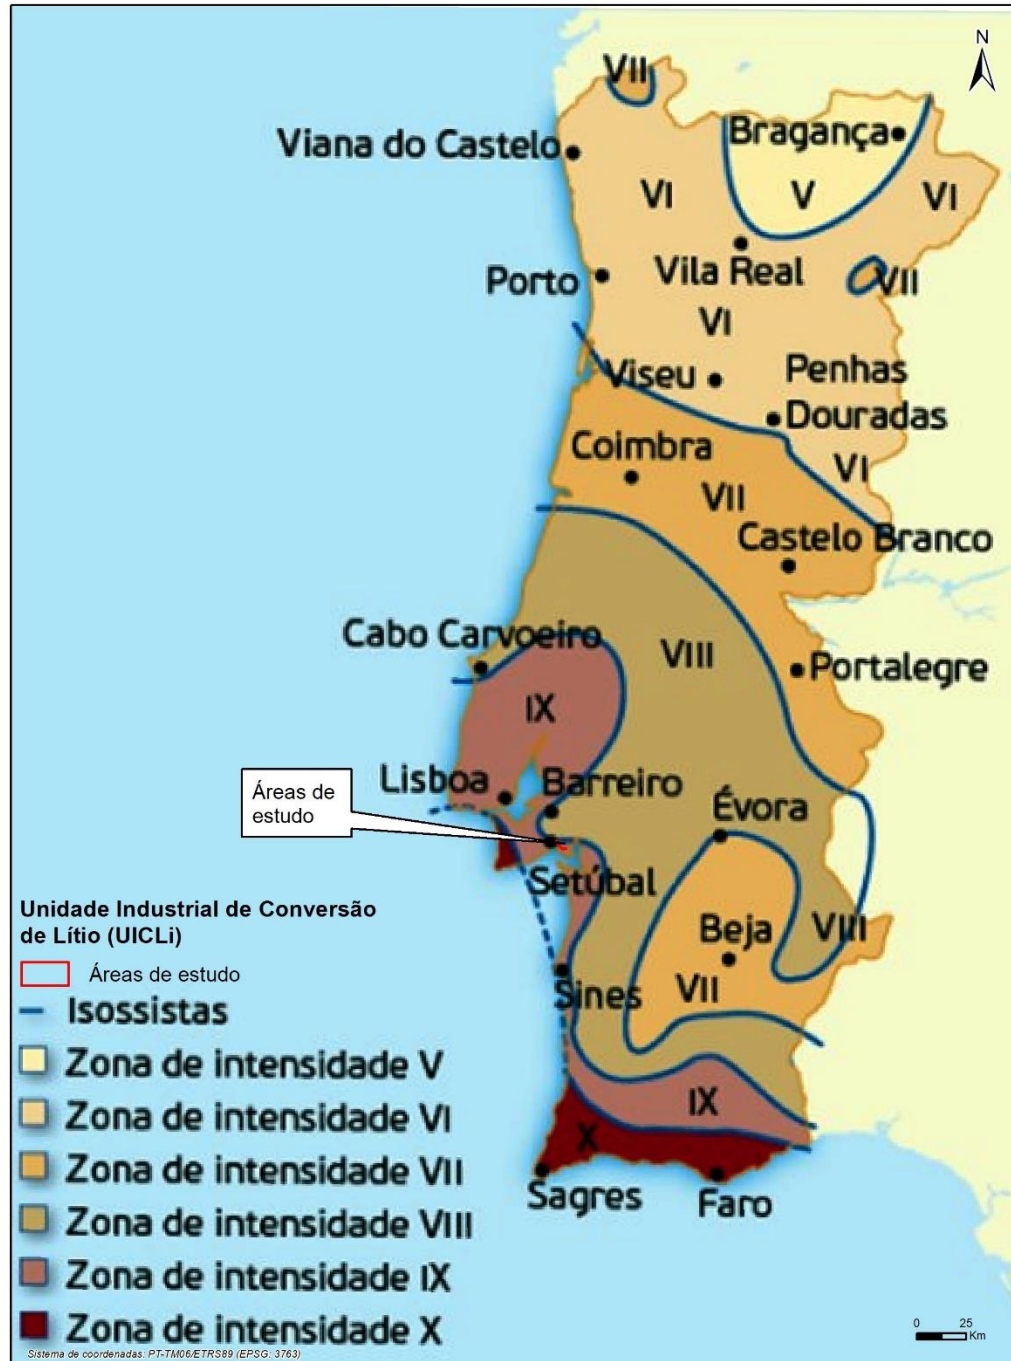 N
VII
Bragança
Viana do Castelo
VI
V
VI
Vila Real
VII
Porto
VI
Viseu
Penhas
Douradas
Coimbra
VI
VII
Castelo Branco
Cabo Carvoeiro
VIII
Portalegre
IX
Lisboa
Barreiro
Áreas de
estudo
Évora
Setúbal
Beja
VIII
Sines
VII
IX
X
Sagres
Faro
Unidade Industrial de Conversão
de Lítio (UICLi)
Áreas de estudo
Isossistas
Zona de intensidade V
Zona de intensidade VI
Zona de intensidade VII
Zona de intensidade VIII
Zona de intensidade IX
Zona de intensidade X
0 25
Km
Sistema de coordenadas: PT-TM06/ETRS89 (EPSG: 3763)